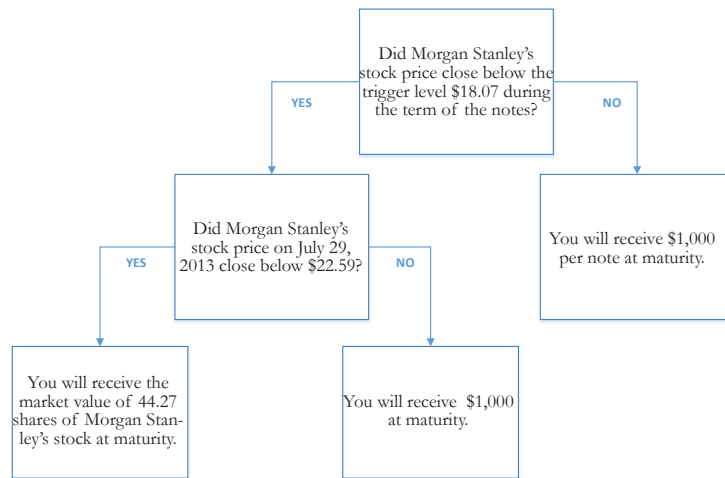 Did Morgan Stanley's
stock price close below the
trigger level $18.07 during
the term of the notes?
YES
NO
Did Morgan Stanley's
stock price on July 29,
2013 close below $22.59?
You will receive $1,000
per note at maturity.
YES
NO
You will receive the
market value of 44.27
shares of Morgan Stan-
ley's stock at maturity.
You will receive $1,000
at maturity.